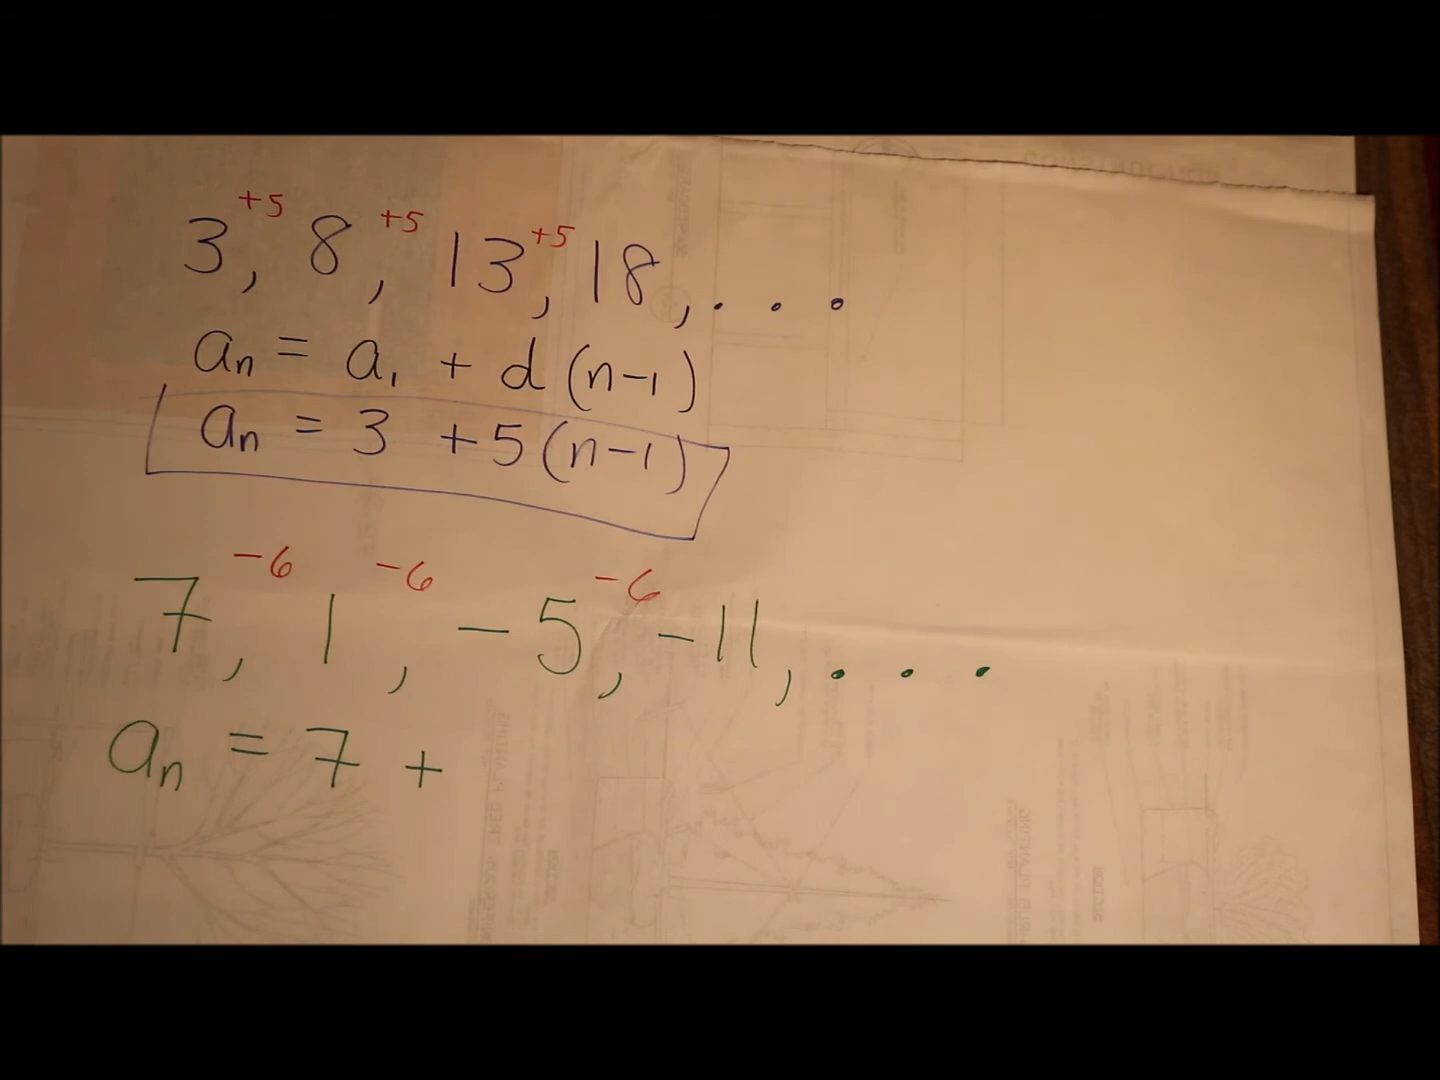 +5 +5 +5
3, 8, 13, 18, . . .
an = a1 + d(n-1)
an = 3 +5(n-1)
-6 -6 -6
7, 1, -5, -11, . . .
an = 7 +